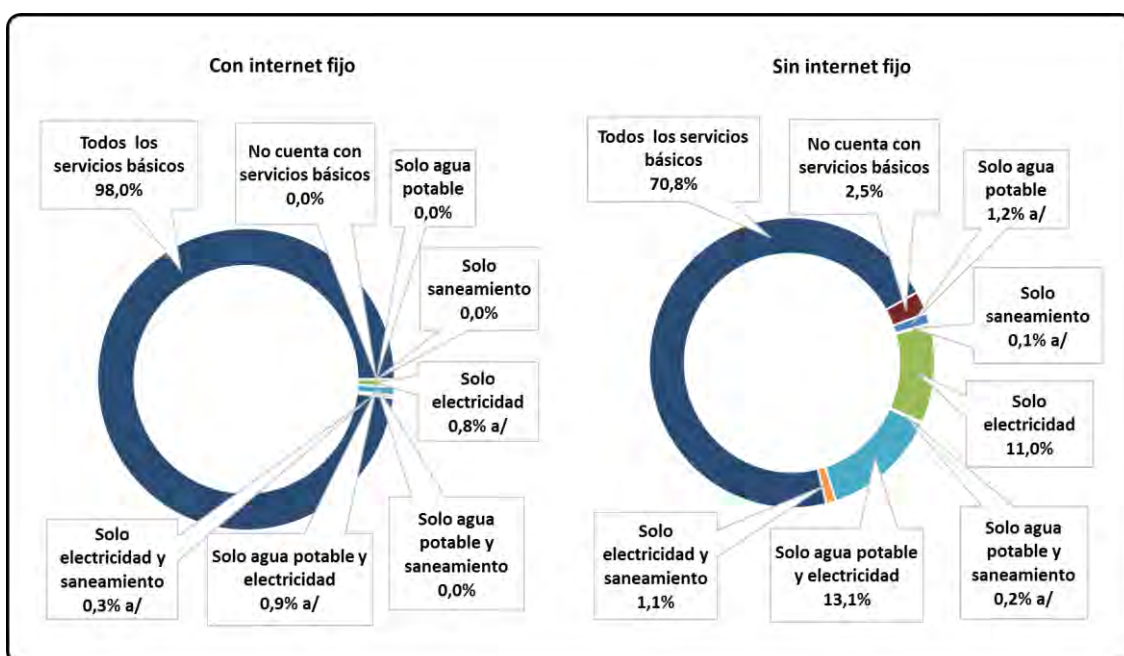 Con internet fijo
Todos los
servicios básicos
98,0%
No cuenta con
servicios básicos
0,0%
Solo agua
potable
0,0%
Solo
saneamiento
0,0%
Solo
electricidad
0,8% a/
Solo agua
potable y
saneamiento
0,0%
Solo agua potable y
electricidad
0,9% a/
Solo
electricidad y
saneamiento
0,3% a/
Sin internet fijo
Todos los servicios
básicos
70,8%
No cuenta con
servicios básicos
2,5%
Solo agua
potable
1,2% a/
Solo
saneamiento
0,1% a/
Solo
electricidad
11,0%
Solo agua
potable y
saneamiento
0,2% a/
Solo agua potable
y electricidad
13,1%
Solo
electricidad y
saneamiento
1,1%